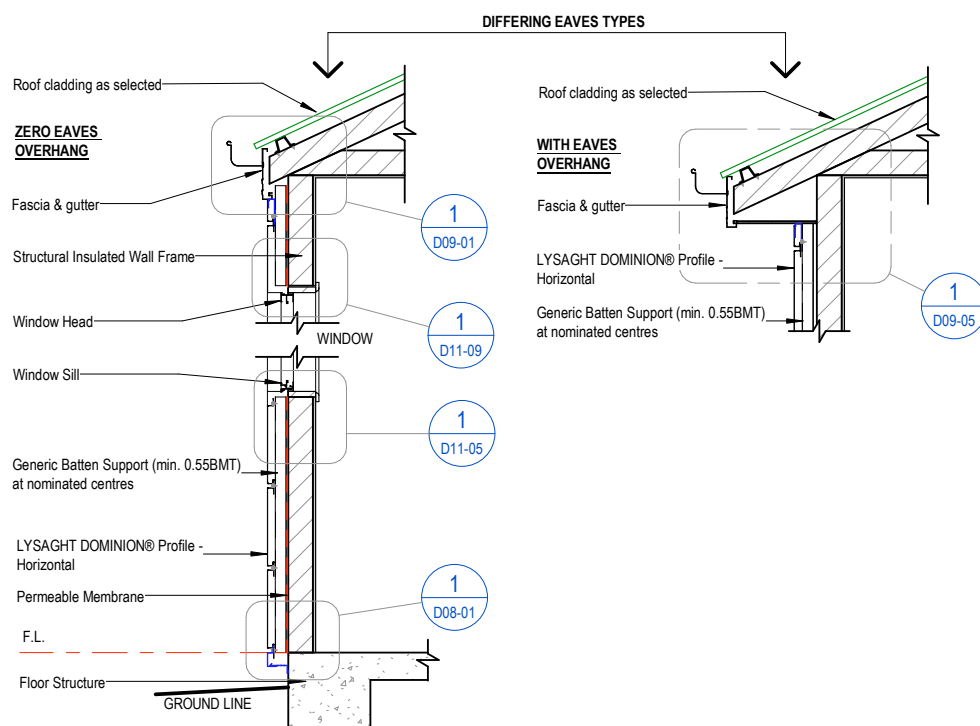 DIFFERING EAVES TYPES
Roof cladding as selected
ZERO EAVES
OVERHANG
Fascia & gutter
1
D09-01
Structural Insulated Wall Frame
Window Head
1
D11-09
WINDOW
Window Sill
1
D11-05
Generic Batten Support (min. 0.55BMT)
at nominated centres
LYSAGHT DOMINION® Profile -
Horizontal
Permeable Membrane
1
D08-01
F.L.
Floor Structure
GROUND LINE
Roof cladding as selected
WITH EAVES
OVERHANG
Fascia & gutter
LYSAGHT DOMINION® Profile -
Horizontal
Generic Batten Support (min. 0.55BMT)
at nominated centres
1
D09-05